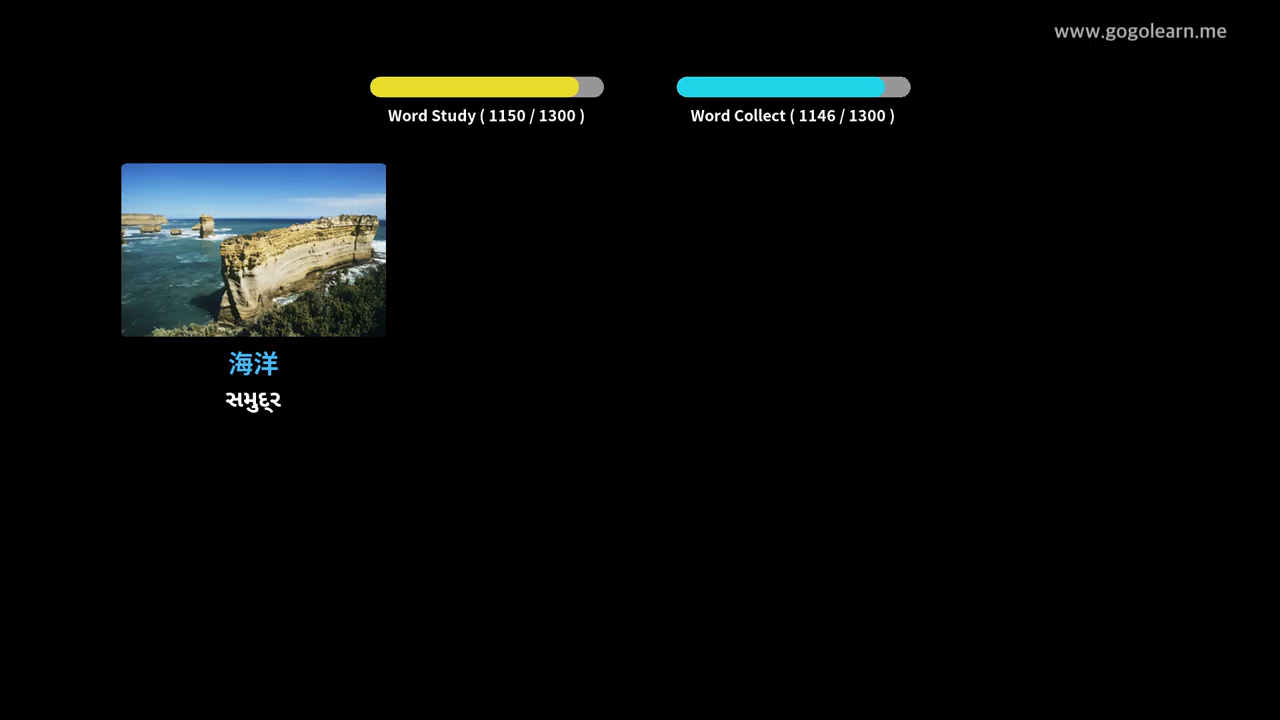 www.gogolearn.me
Word Study ( 1150 / 1300 )
Word Collect ( 1146 / 1300 )
海洋
સમુદ્ર